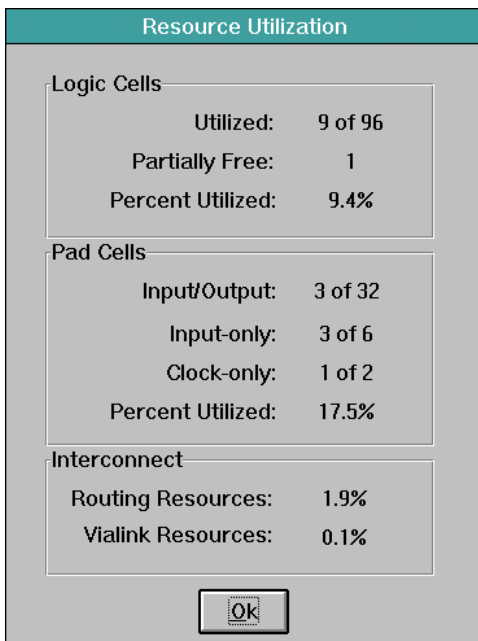 Resource Utilization
Logic Cells
Utilized: 9 of 96
Partially Free: 1
Percent Utilized: 9.4%
Pad Cells
Input/Output: 3 of 32
Input-only: 3 of 6
Clock-only: 1 of 2
Percent Utilized: 17.5%
Interconnect
Routing Resources: 1.9%
Vialink Resources: 0.1%
Ok